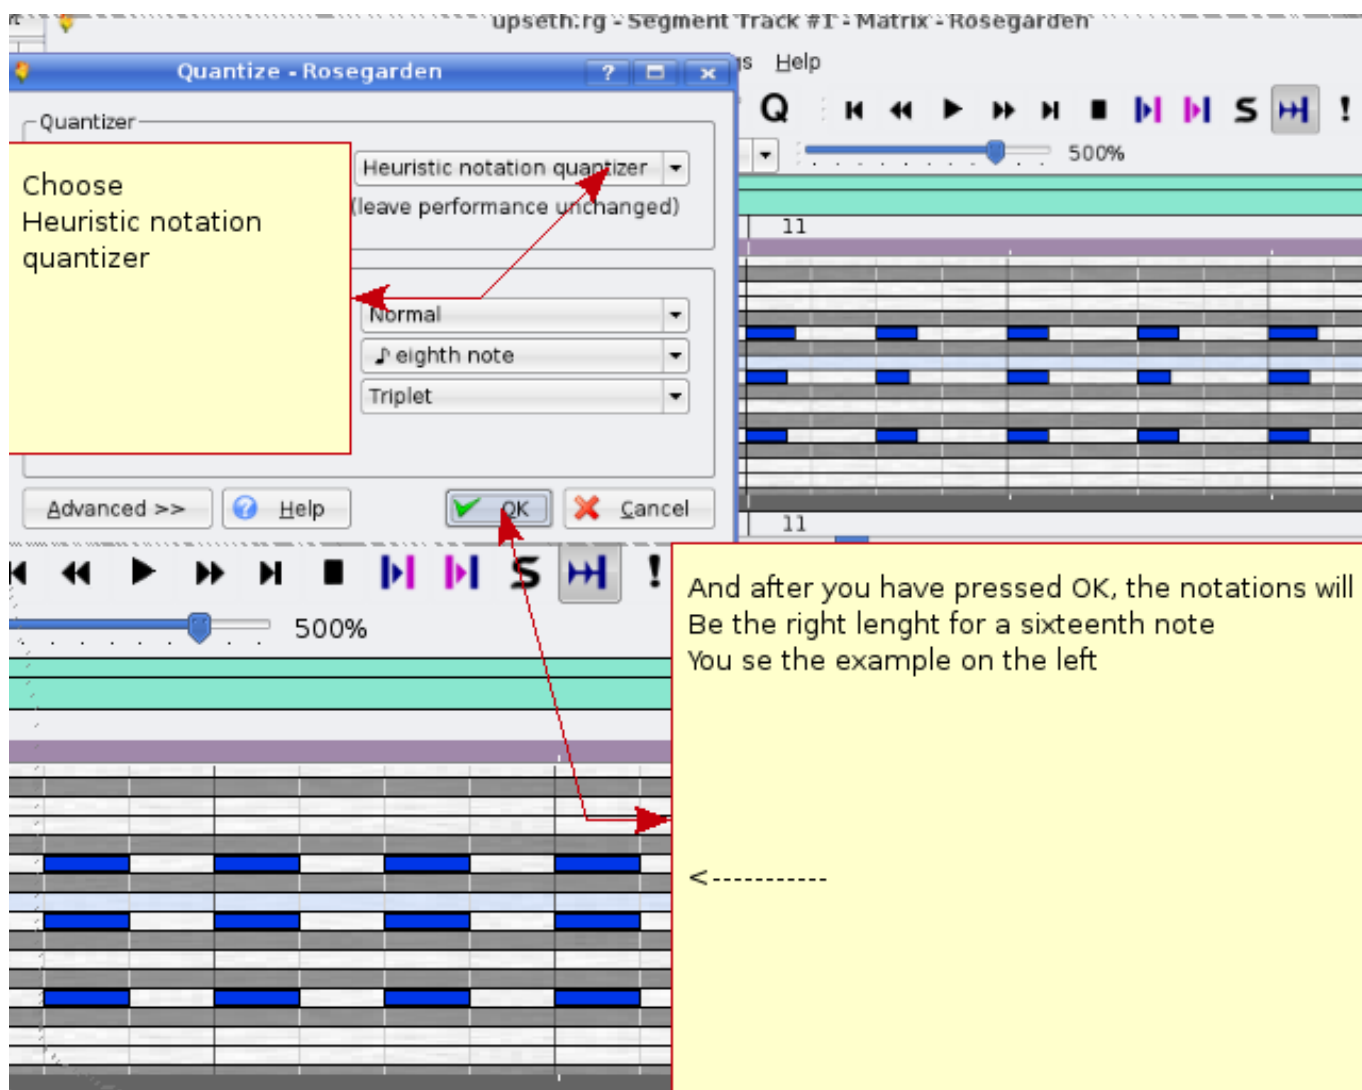 upseth.rg - Segment Track #1 - Matrix - Rosegarden
Quantize - Rosegarden
?
Help
Q
S
!
Quantizer
500%
Choose
Heuristic notation
quantizer
Heuristic notation quantizer
(leave performance unchanged)
11
Normal
eighth note
Triplet
Advanced >>
Help
OK
Cancel
11
S
!
500%
And after you have pressed OK, the notations will
Be the right lenght for a sixteenth note
You se the example on the left
<-----------